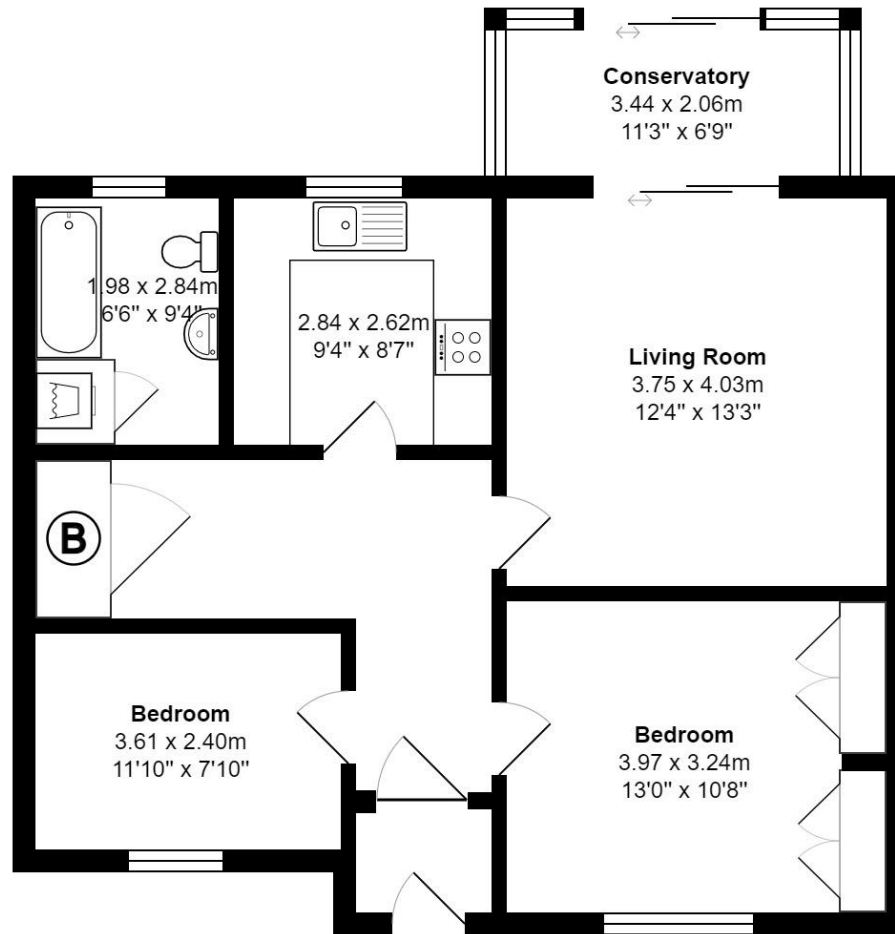 Conservatory
3.44 x 2.06m
11'3" x 6'9"
1.98 x 2.84m
6'6" x 9'4"
2.84 x 2.62m
9'4" x 8'7"
Living Room
3.75 x 4.03m
12'4" x 13'3"
B
Bedroom
3.61 x 2.40m
11'10" x 7'10"
Bedroom
3.97 x 3.24m
13'0" x 10'8"